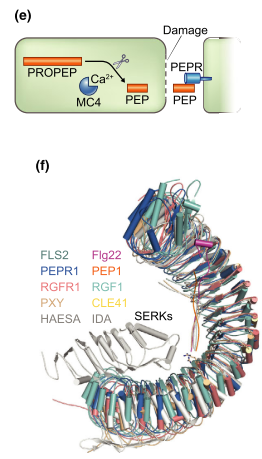 (e)
Damage
PROPEP
Ca2+
MC4
PEP
PEPR
PEP
(f)
FLS2 Flg22
PEPR1 PEP1
RGFR1 RGF1
PXY CLE41
HAESA IDA
SERKs